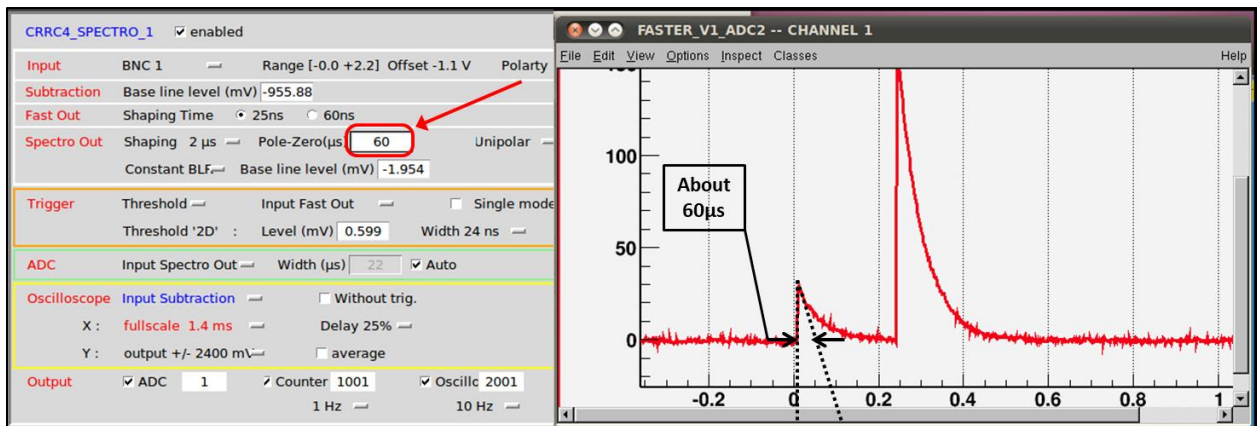 CRRC4_SPECTRO_1 enabled
Input BNC 1 Range [-0.0 +2.2] Offset -1.1 V Polarty
Subtraction Base line level (mV) -955.88
Fast Out Shaping Time 25ns 60ns
Spectro Out Shaping 2 µs Pole-Zero(µs) 60 Unipolar
Constant BLR Base line level (mV) -1.954
Trigger Threshold Input Fast Out Single mode
Threshold '2D' : Level (mV) 0.599 Width 24 ns
ADC Input Spectro Out Width (µs) 22 Auto
Oscilloscope Input Subtraction Without trig.
X : fullscale 1.4 ms Delay 25%
Y : output +/- 2400 mV average
Output ADC 1 Counter 1001 Oscillo 2001
1 Hz 10 Hz
FASTER_V1_ADC2 -- CHANNEL 1
File Edit View Options Inspect Classes Help
100
50
0
About
60µs
-0.2 0 0.2 0.4 0.6 0.8 1